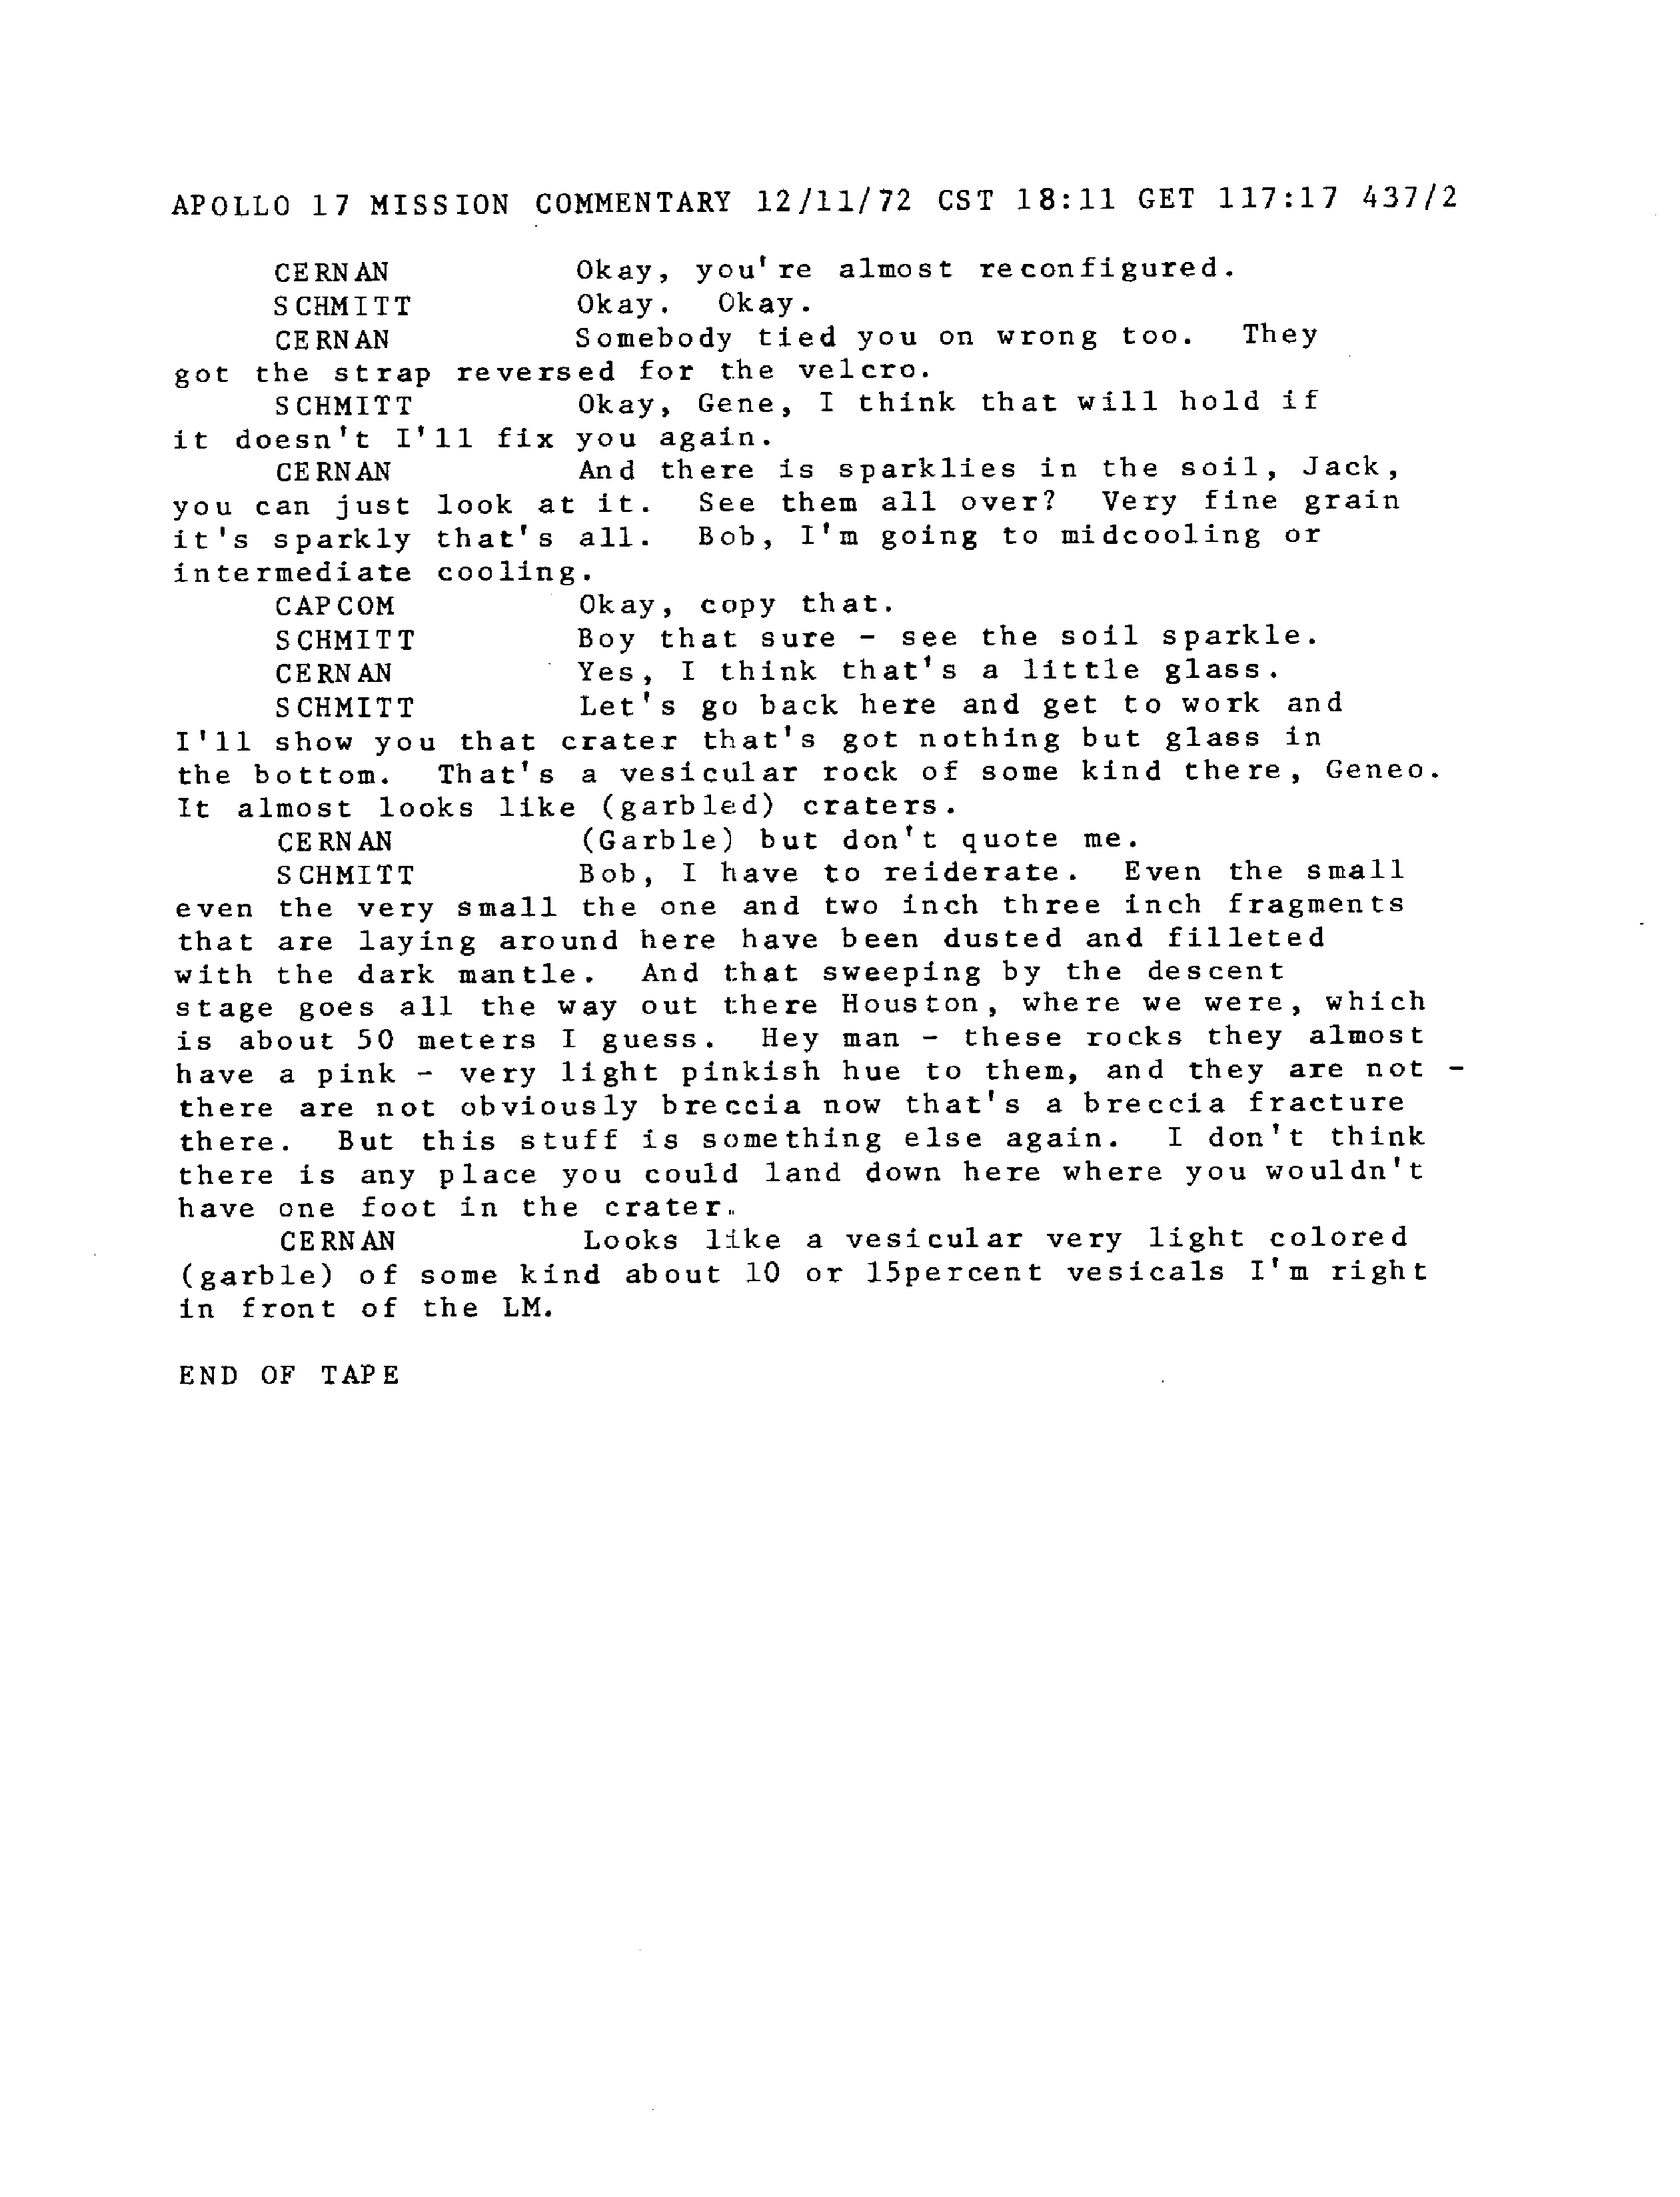 APOLLO 17 MISSION COMMENTARY 12/11/72 CST 18:11 GET 117:17 437/2
CERNAN Okay, you're almost reconfigured.
SCHMITT Okay. Okay.
CERNAN Somebody tied you on wrong too. They
got the strap reversed for the velcro.
SCHMITT Okay, Gene, I think that will hold if
it doesn't I'll fix you again.
CERNAN And there is sparklies in the soil, Jack,
you can just look at it. See them all over? Very fine grain
it's sparkly that's all. Bob, I'm going to midcooling or
intermediate cooling.
CAPCOM Okay, copy that.
SCHMITT Boy that sure - see the soil sparkle.
CERNAN Yes, I think that's a little glass.
SCHMITT Let's go back here and get to work and
I'll show you that crater that's got nothing but glass in
the bottom. That's a vesicular rock of some kind there, Geneo.
It almost looks like (garbled) craters.
CERNAN (Garble) but don't quote me.
SCHMITT Bob, I have to reiderate. Even the small
even the very small the one and two inch three inch fragments
that are laying around here have been dusted and filleted
with the dark mantle. And that sweeping by the descent
stage goes all the way out there Houston, where we were, which
is about 50 meters I guess. Hey man - these rocks they almost
have a pink - very light pinkish hue to them, and they are not -
there are not obviously breccia now that's a breccia fracture
there. But this stuff is something else again. I don't think
there is any place you could land down here where you wouldn't
have one foot in the crater.
CERNAN Looks like a vesicular very light colored
(garble) of some kind about 10 or 15percent vesicals I'm right
in front of the LM.
END OF TAPE